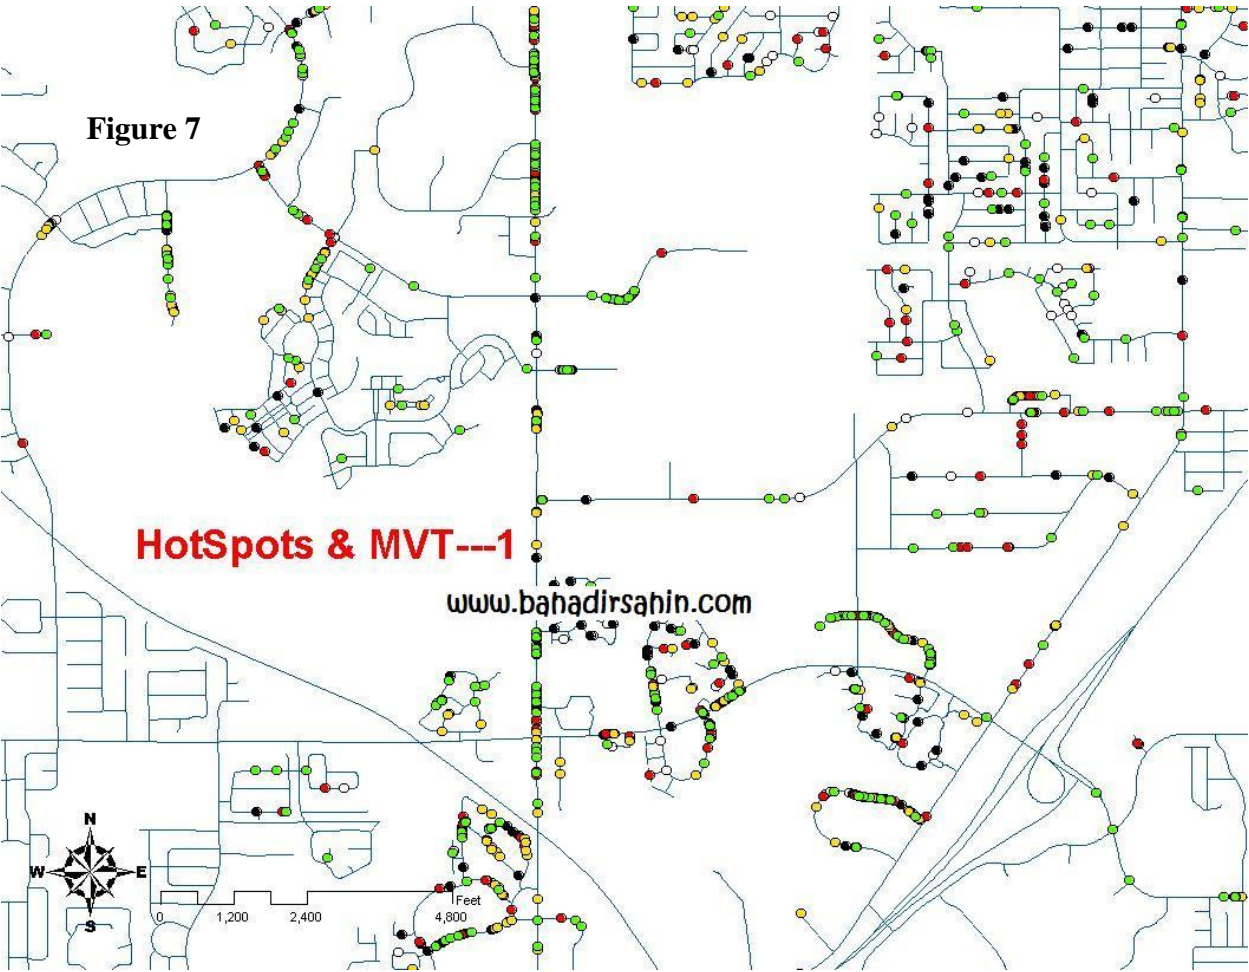 Figure 7
HotSpots & MVT---1
www.bahadirsahin.com
N
W E
S
Feet
0 1,200 2,400 4,800